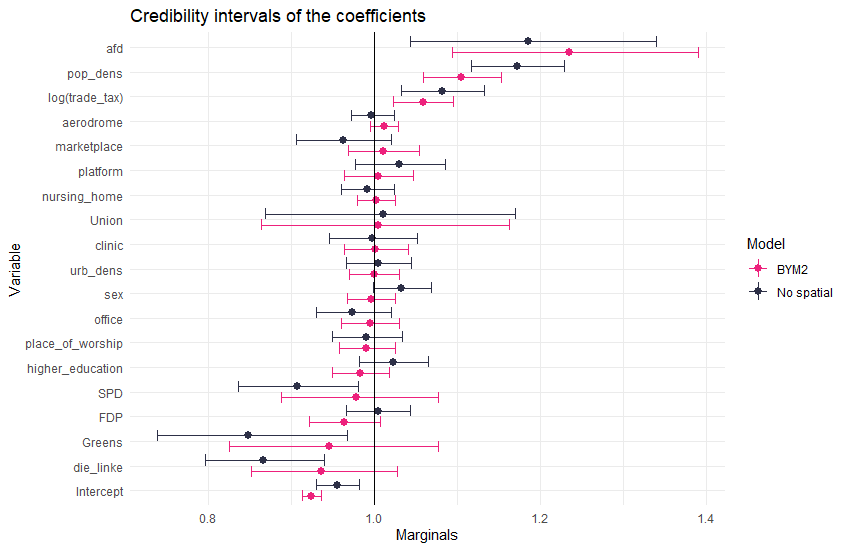 Credibility intervals of the coefficients
Variable
afd
pop_dens
log(trade_tax)
aerodrome
marketplace
platform
nursing_home
Union
clinic
urb_dens
sex
office
place_of_worship
higher_education
SPD
FDP
Greens
die_linke
Intercept
0.8 1.0 1.2 1.4
Marginals
Model
BYM2
No spatial